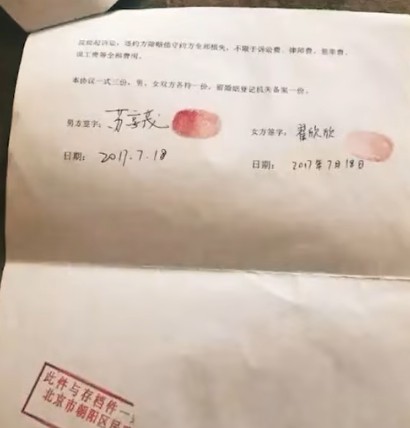 法院起诉讼，违约方应赔偿守约方全部损失，不限于诉讼费、律师费、差旅费、
误工费等全部费用。
本协议一式三份，男、女双方各持一份，留婚姻登记机关备案一份。
男方签字：苏享茂
女方签字：翟欣欣
日期：2017.7.18
日期：2017年7月18日
此件与存档件一
北京市朝阳区民